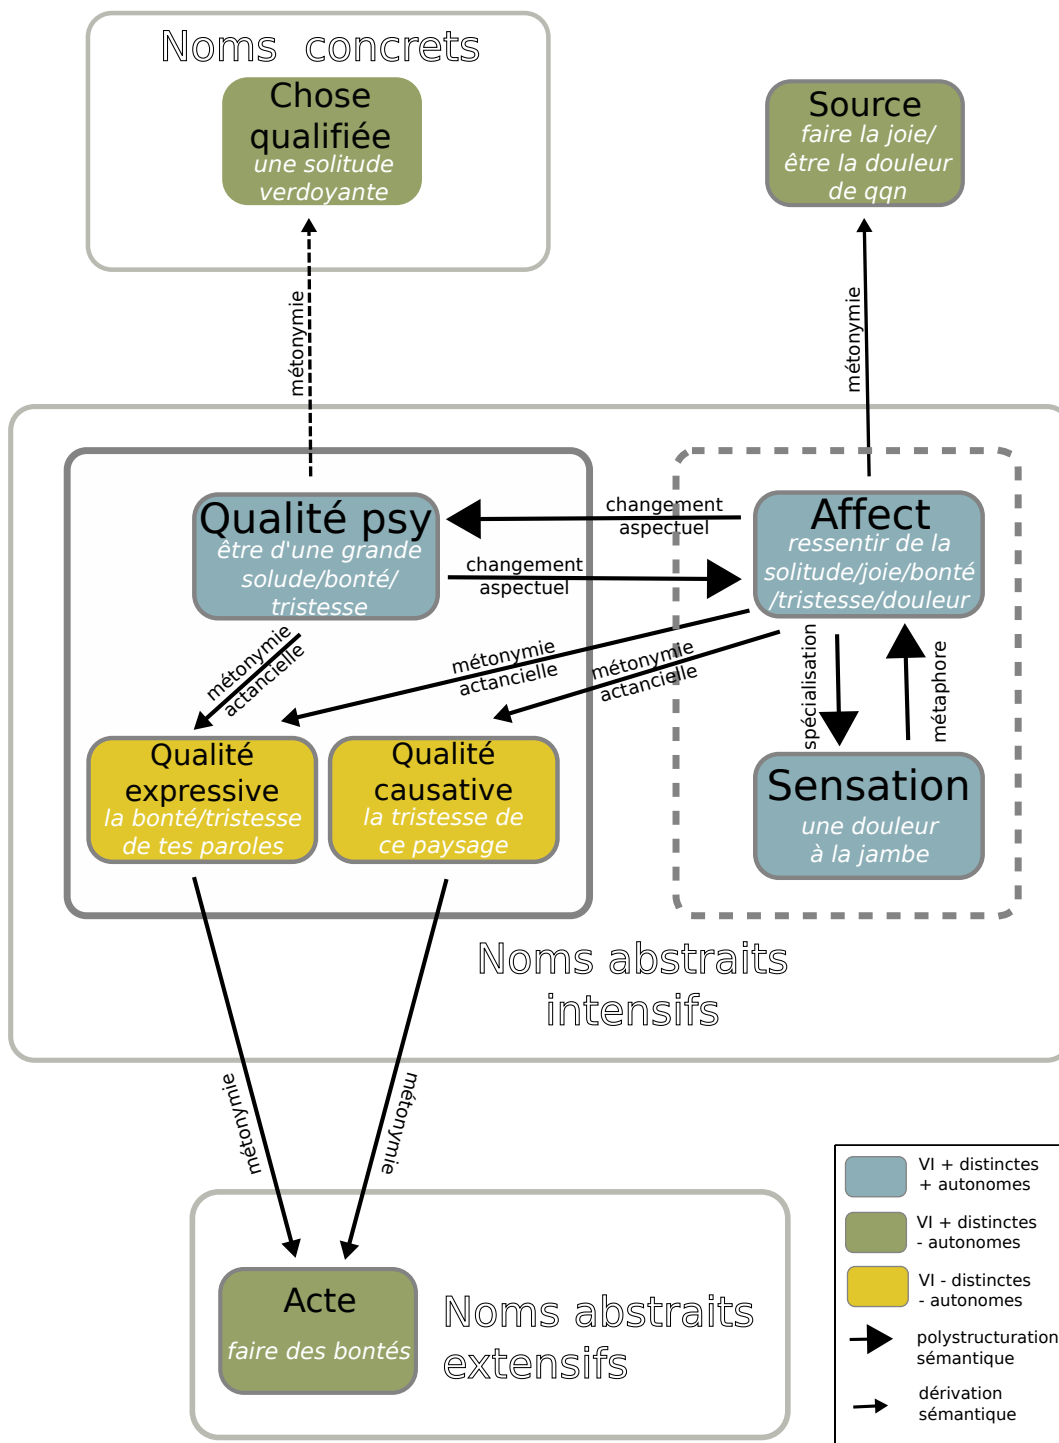 Noms concrets
Chose
qualifiée
une solitude
verdoyante
Source
faire la joie/
être la douleur
de qqn
métonymie
métonymie
Qualité psy
être d'une grande
solude/bonté/
tristesse
changement
aspectuel
changement
aspectuel
Affect
ressentir de la
solitude/joie/bonté
/tristesse/douleur
métonymie
actancielle
métonymie
actancielle
métonymie
actancielle
spécialisation
métaphore
Qualité
expressive
la bonté/tristesse
de tes paroles
Qualité
causative
la tristesse de
ce paysage
Sensation
une douleur
à la jambe
Noms abstraits
intensifs
métonymie
métonymie
Acte
faire des bontés
Noms abstraits
extensifs
VI + distinctes
+ autonomes
VI + distinctes
- autonomes
VI - distinctes
- autonomes
polystructuration
sémantique
dérivation
sémantique